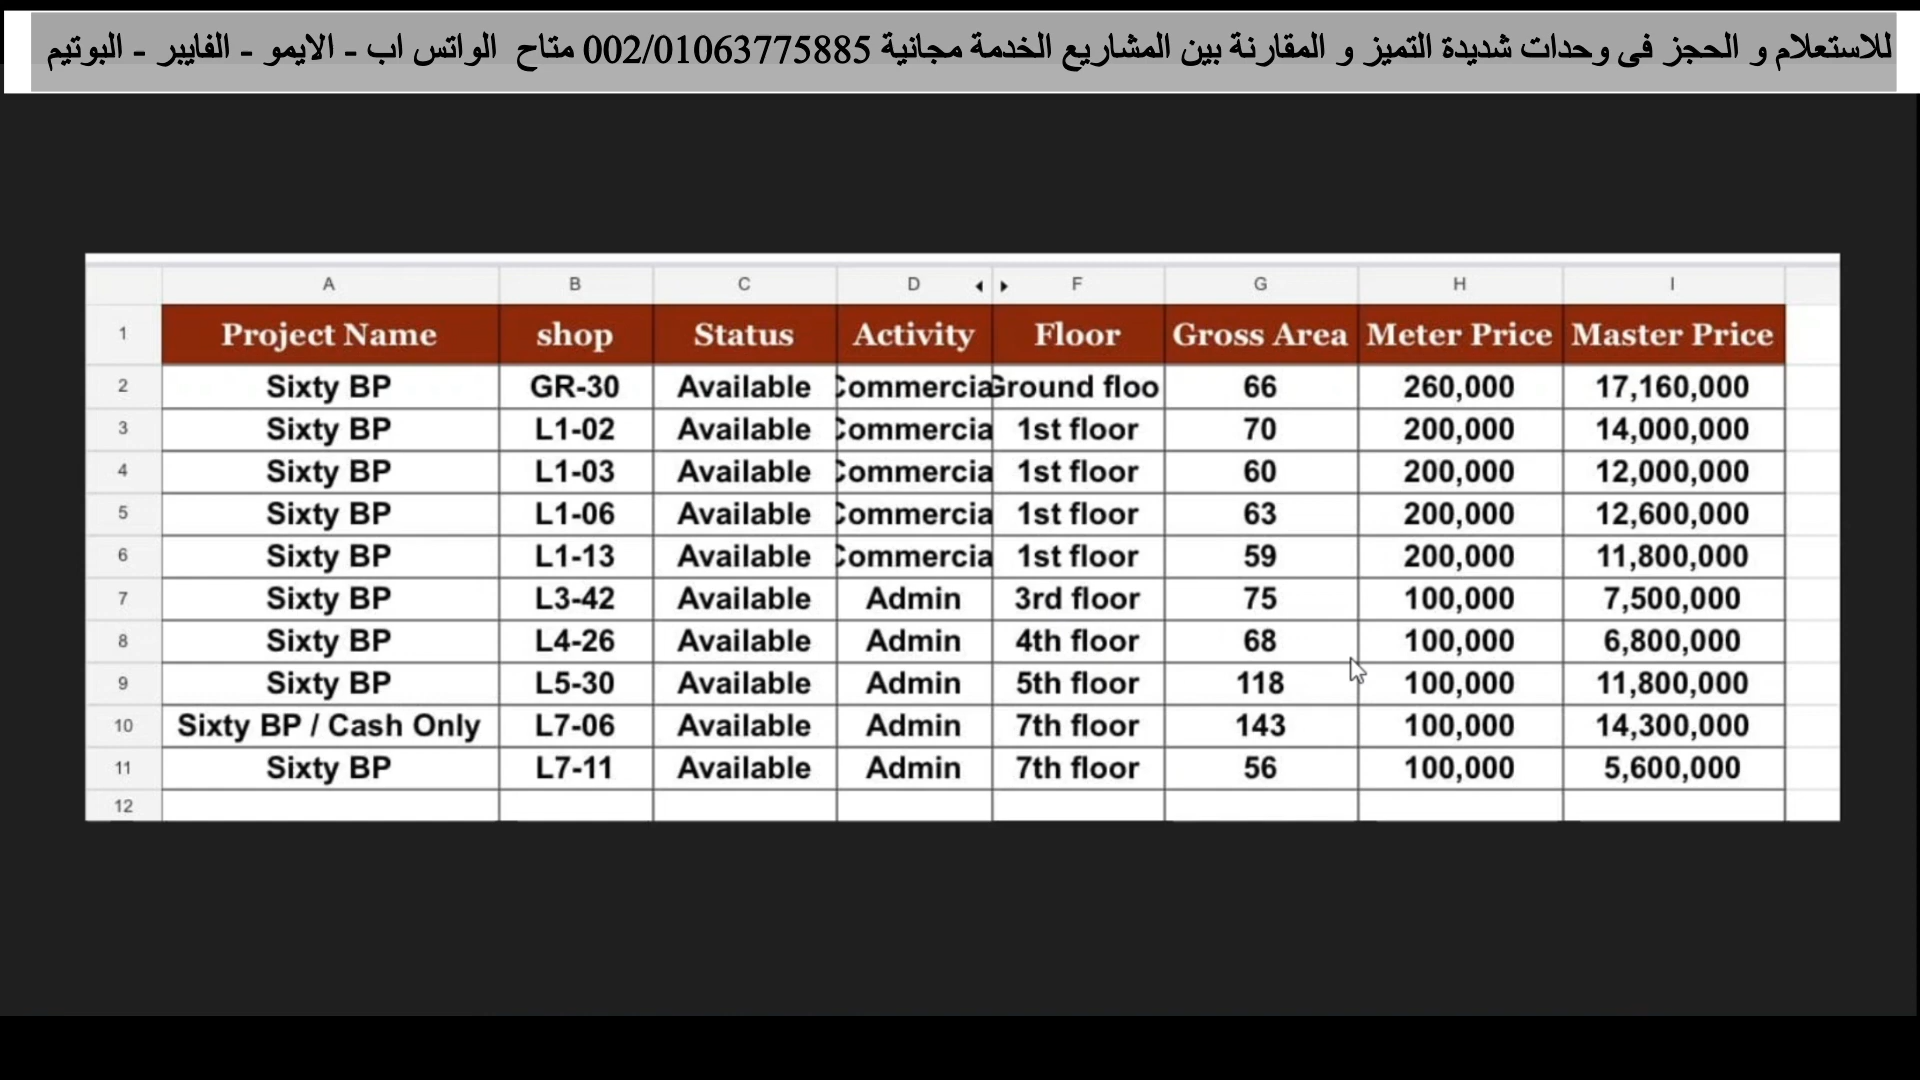 للاستعلام و الحجز فى وحدات شديدة التميز و المقارنة بين المشاريع الخدمة مجانية 002/01063775885 متاح الواتس اب - الايمو - الفايبر - البوتيم
A B C D F G H I
1 Project Name shop Status Activity Floor Gross Area Meter Price Master Price
2 Sixty BP GR-30 Available Commercia Ground floo 66 260,000 17,160,000
3 Sixty BP L1-02 Available Commercia 1st floor 70 200,000 14,000,000
4 Sixty BP L1-03 Available Commercia 1st floor 60 200,000 12,000,000
5 Sixty BP L1-06 Available Commercia 1st floor 63 200,000 12,600,000
6 Sixty BP L1-13 Available Commercia 1st floor 59 200,000 11,800,000
7 Sixty BP L3-42 Available Admin 3rd floor 75 100,000 7,500,000
8 Sixty BP L4-26 Available Admin 4th floor 68 100,000 6,800,000
9 Sixty BP L5-30 Available Admin 5th floor 118 100,000 11,800,000
10 Sixty BP / Cash Only L7-06 Available Admin 7th floor 143 100,000 14,300,000
11 Sixty BP L7-11 Available Admin 7th floor 56 100,000 5,600,000
12